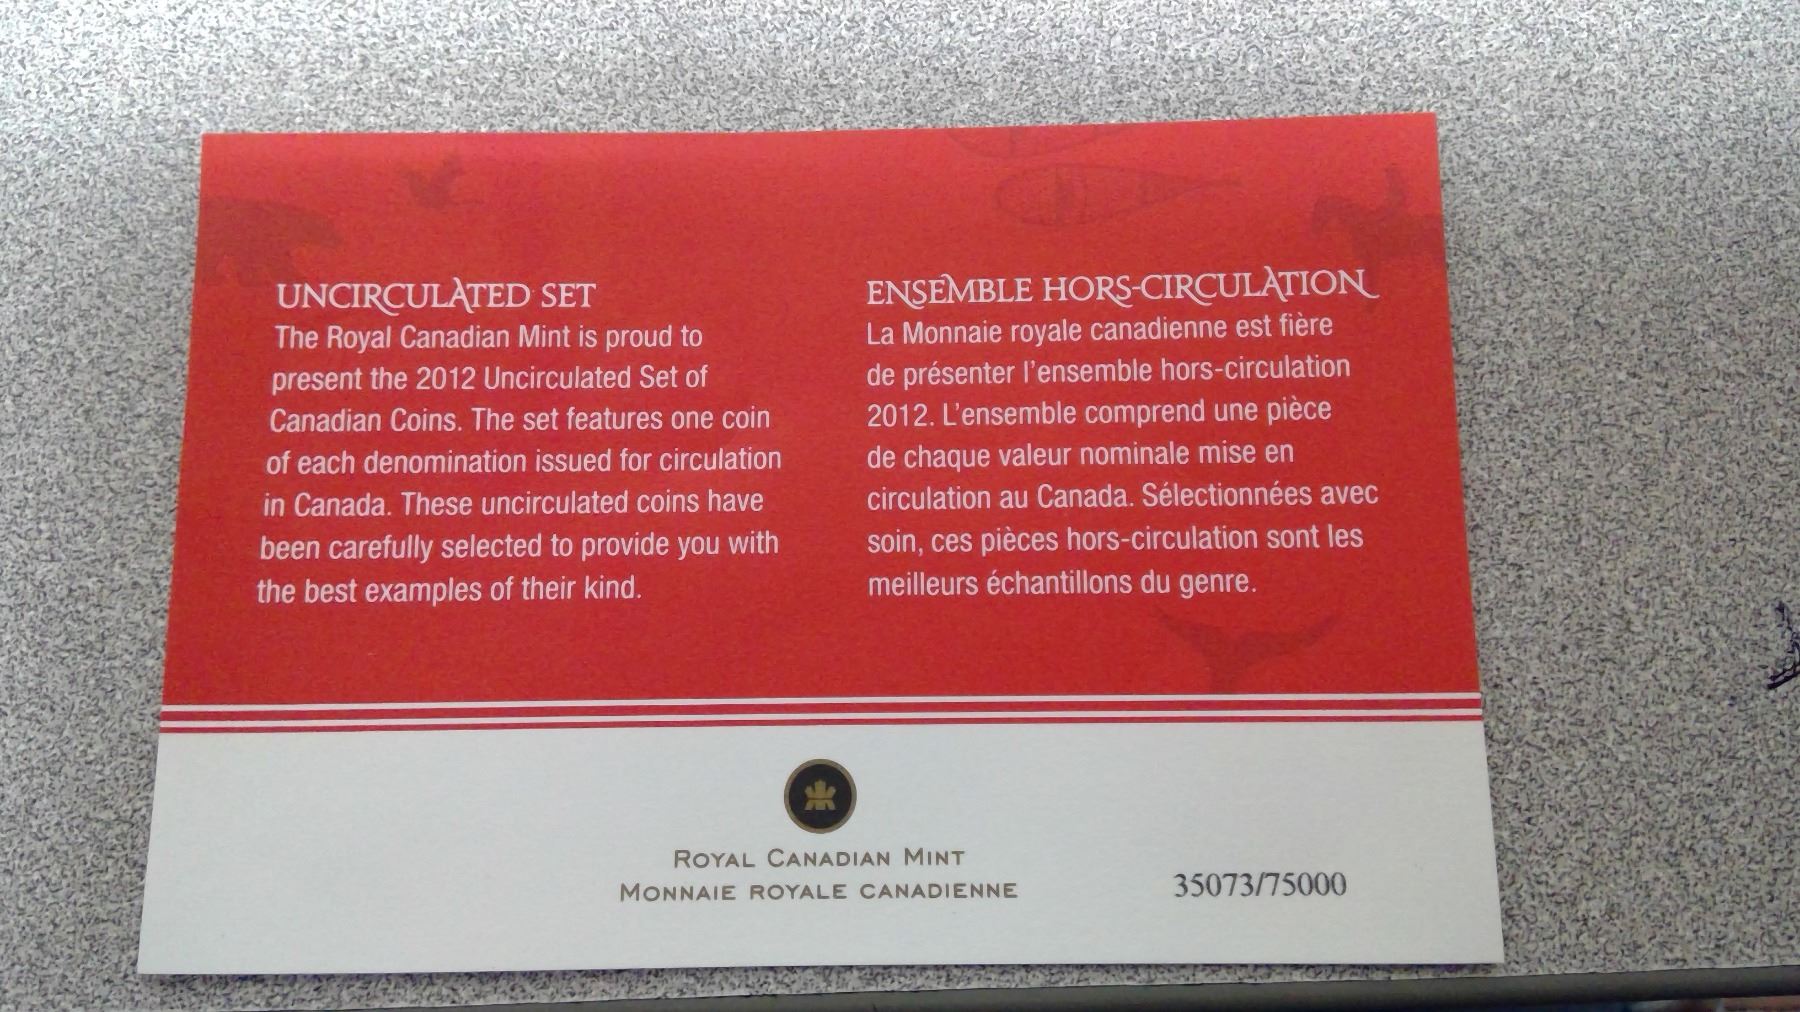 UNCIRCULATED SET
The Royal Canadian Mint is proud to
present the 2012 Uncirculated Set of
Canadian Coins. The set features one coin
of each denomination issued for circulation
in Canada. These uncirculated coins have
been carefully selected to provide you with
the best examples of their kind.
ENSEMBLE HORS-CIRCULATION
La Monnaie royale canadienne est fière
de présenter l'ensemble hors-circulation
2012. L'ensemble comprend une pièce
de chaque valeur nominale mise en
circulation au Canada. Sélectionnées avec
soin, ces pièces hors-circulation sont les
meilleurs échantillons du genre.
ROYAL CANADIAN MINT
MONNAIE ROYALE CANADIENNE
35073/75000